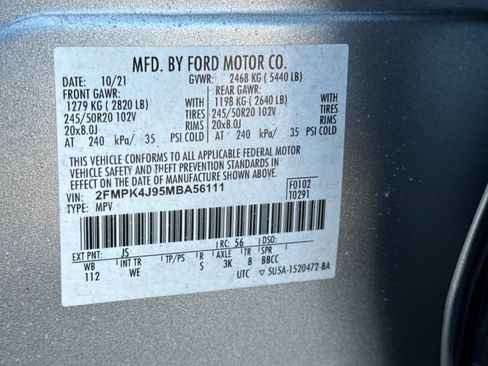 MFD. BY FORD MOTOR CO.
DATE: 10/21 GVWR: 2468 KG (5440 LB)
FRONT GAWR: REAR GAWR:
1279 KG (2820 LB) WITH 1198 KG (2640 LB) WITH
245/50R20 102V TIRES 245/50R20 102V TIRES
20x8.0J RIMS 20x8.0J RIMS
AT 240 kPa/ 35 PSI COLD AT 240 kPa/ 35 PSI COLD
THIS VEHICLE CONFORMS TO ALL APPLICABLE FEDERAL MOTOR
VEHICLE SAFETY AND THEFT PREVENTION STANDARDS IN
EFFECT ON THE DATE OF MANUFACTURE SHOWN ABOVE.
VIN: 2FMPK4J95MBA56111 F0102
TYPE: MPV T0291
EXT PNT: JS RC: 56 DSO:
WB INT TR TP/PS R AXLE TR SPR
112 WE S 3K 8 BBCC
UTC ▽ SU5A-1520472-BA